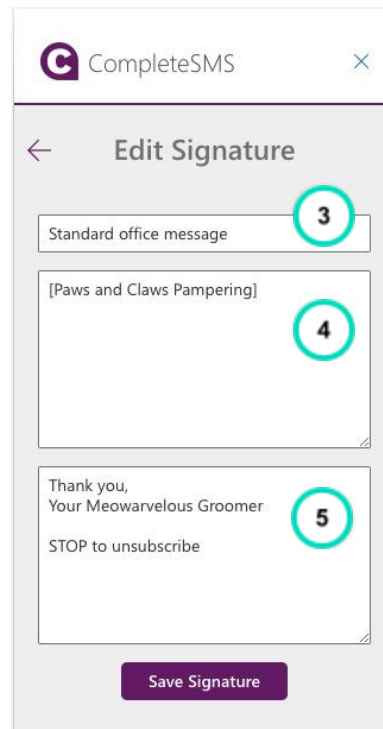 C CompleteSMS
Edit Signature
3
Standard office message
[Paws and Claws Pampering]
4
Thank you,
Your Meowarvelous Groomer
5
STOP to unsubscribe
Save Signature